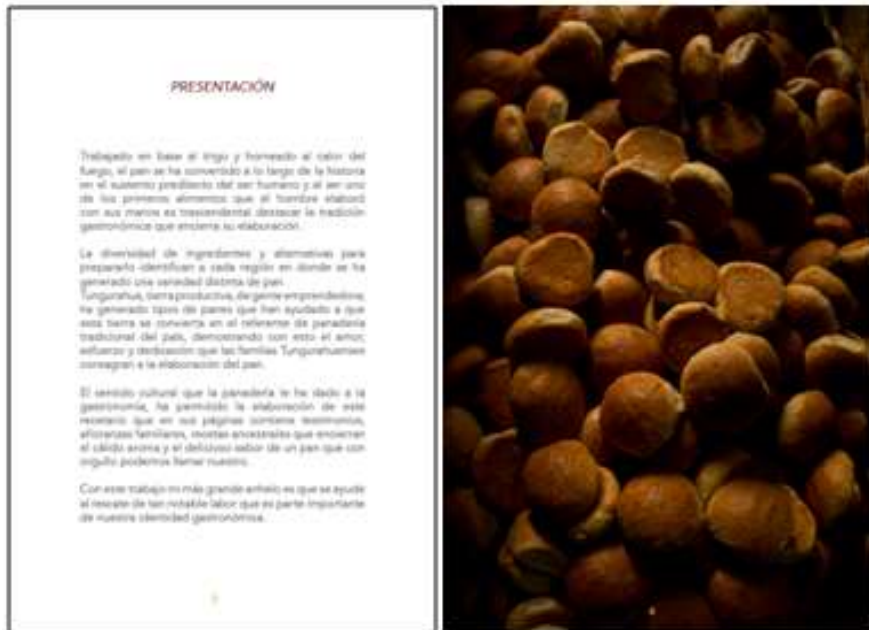 PRESENTACIÓN
Trabajado en base al trigo y horneado al calor del
fuego, el pan se ha convertido a lo largo de la historia
en el sustento predilecto del ser humano y al ser uno
de los primeros alimentos que el hombre elaboró
con sus manos es trascendental destacar la tradición
gastronómica que encierra su elaboración.
La diversidad de ingredientes y alternativas para
prepararlo identifican a cada región en donde se ha
generado una variedad distinta de pan.
Tungurahua, tierra productiva, de gente emprendedora,
ha generado tipos de panes que han ayudado a que
esta tierra se convierta en el referente de panadería
tradicional del país, demostrando con esto el amor,
esfuerzo y dedicación que las familias Tungurahuenses
consagran a la elaboración del pan.
El sentido cultural que la panadería le ha dado a la
gastronomía, ha permitido la elaboración de este
recetario que en sus páginas contiene testimonios,
añoranzas familiares, recetas ancestrales que encierran
el cálido aroma y el delicioso sabor de un pan que con
orgullo podemos llamar nuestro.
Con este trabajo mi más grande anhelo es que se ayude
al rescate de tan notable labor que es parte importante
de nuestra identidad gastronómica.